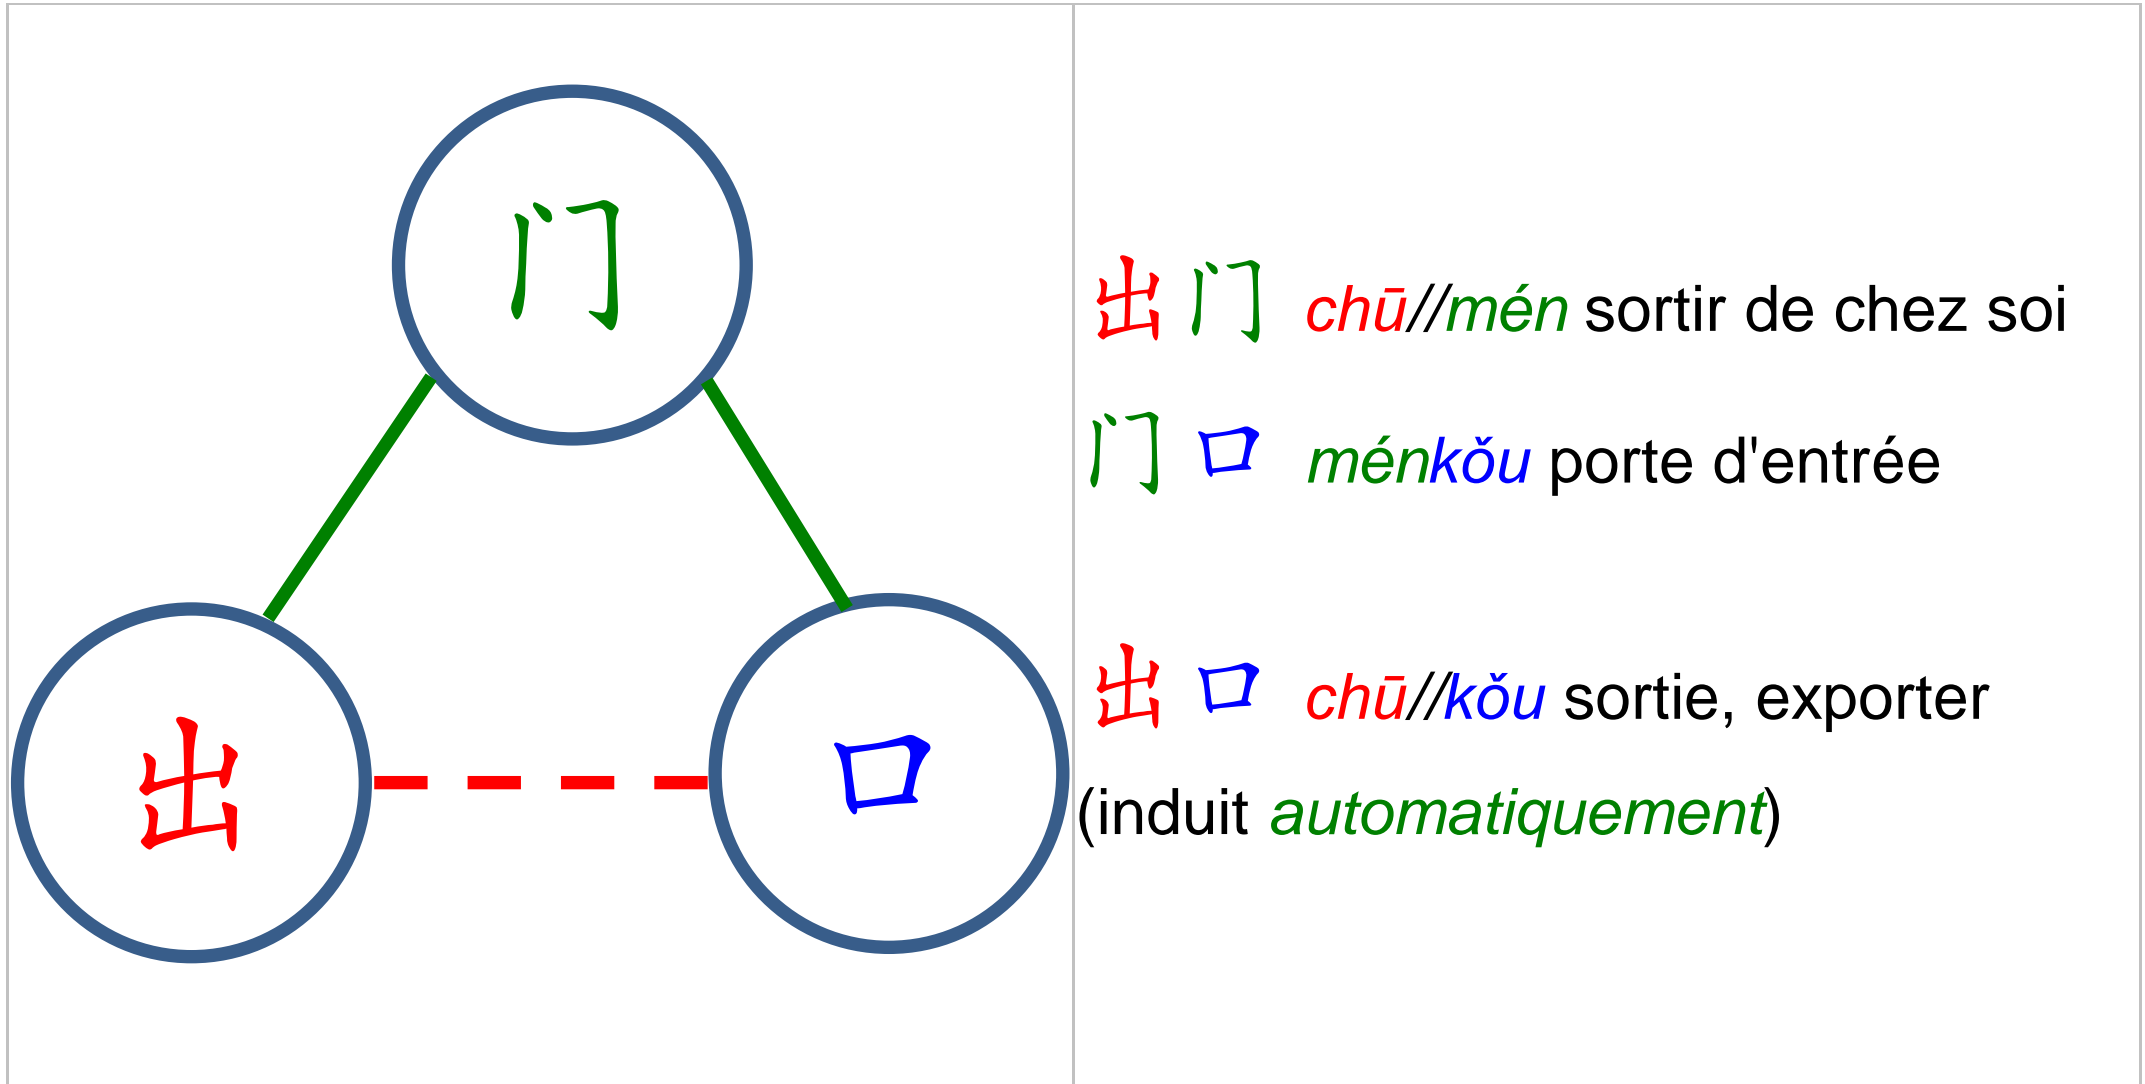 门
出
口
出门 chū//mén sortir de chez soi
门口 ménkǒu porte d'entrée
出口 chū//kǒu sortie, exporter
(induit automatiquement)